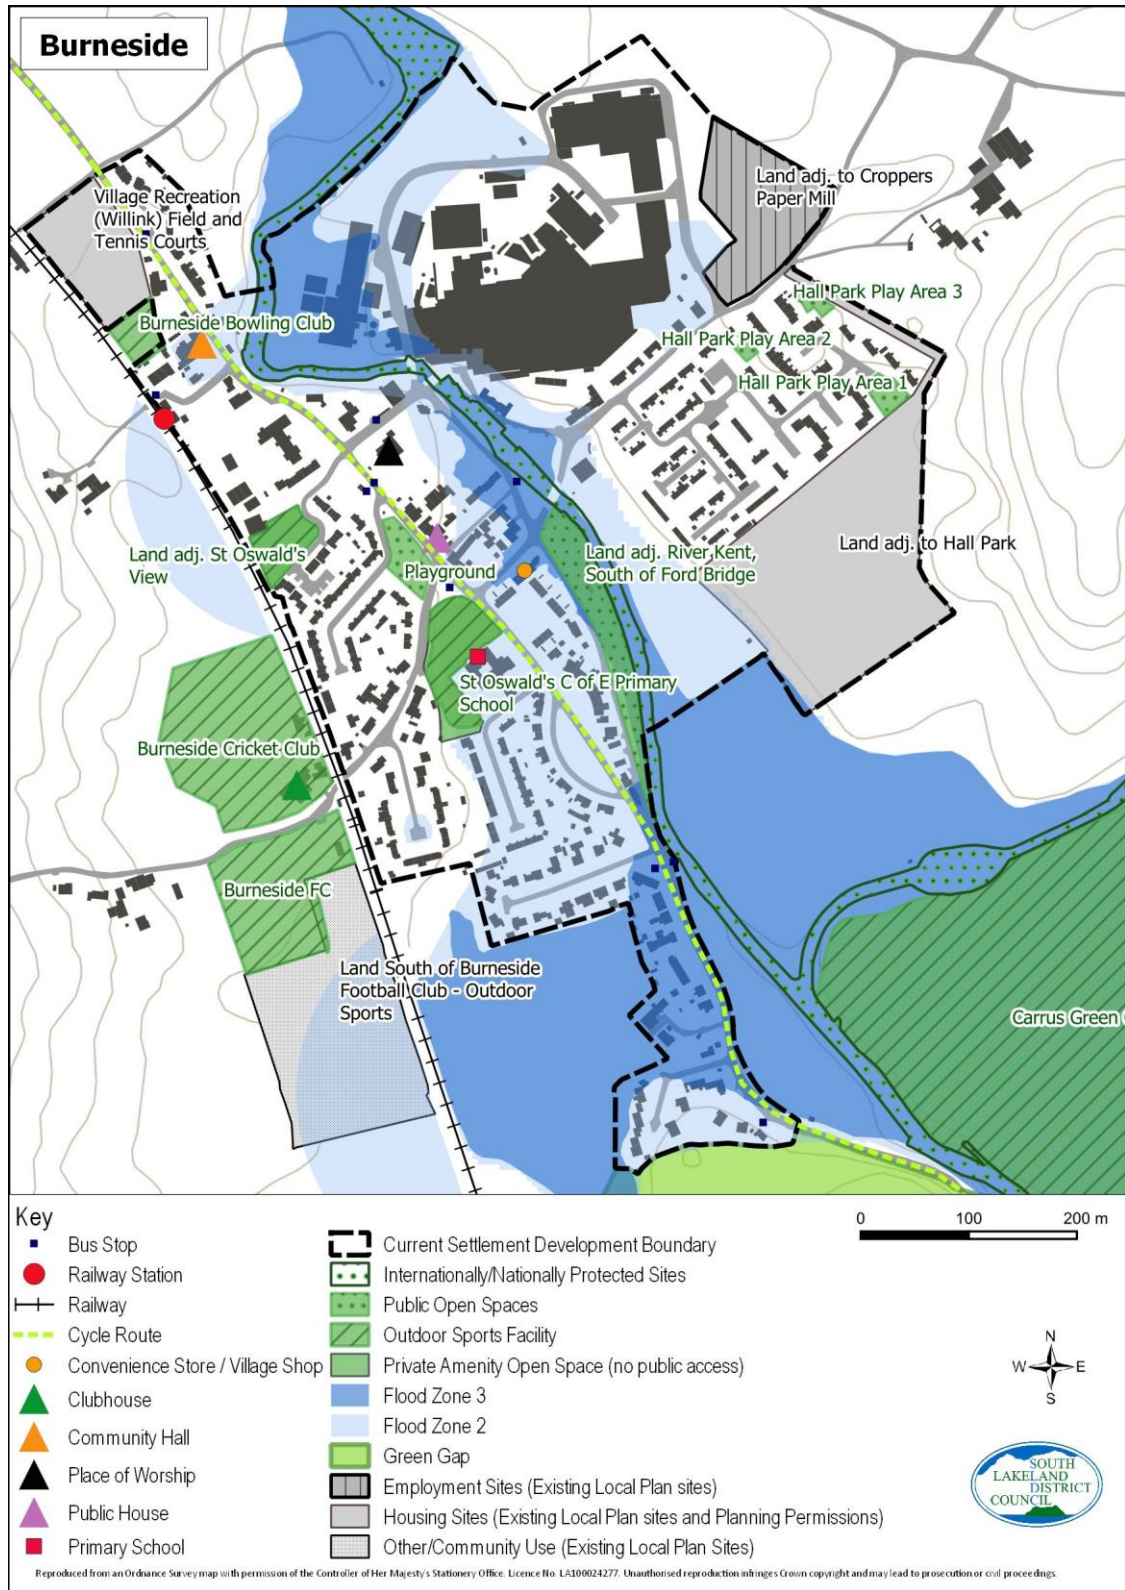 Burneside
Land adj. to Croppers
Paper Mill
Village Recreation
(Willink) Field and
Tennis Courts
Hall Park Play Area 3
Burneside Bowling Club
Hall Park Play Area 2
Hall Park Play Area 1
Land adj. St Oswald's
View
Playground
Land adj. River Kent,
South of Ford Bridge
Land adj. to Hall Park
St Oswald's C of E Primary
School
Burneside Cricket Club
Burneside FC
Land South of Burneside
Football Club - Outdoor
Sports
Carrus Green
Key
Bus Stop
Railway Station
Railway
Cycle Route
Convenience Store / Village Shop
Clubhouse
Community Hall
Place of Worship
Public House
Primary School
Current Settlement Development Boundary
Internationally/Nationally Protected Sites
Public Open Spaces
Outdoor Sports Facility
Private Amenity Open Space (no public access)
Flood Zone 3
Flood Zone 2
Green Gap
Employment Sites (Existing Local Plan sites)
Housing Sites (Existing Local Plan sites and Planning Permissions)
Other/Community Use (Existing Local Plan Sites)
0 100 200 m
N
W E
S
SOUTH
LAKELAND
DISTRICT
COUNCIL
Reproduced from an Ordnance Survey map with permission of the Controller of Her Majesty's Stationery Office. Licence No. LA100024277. Unauthorised reproduction infringes Crown copyright and may lead to prosecution or civil proceedings.